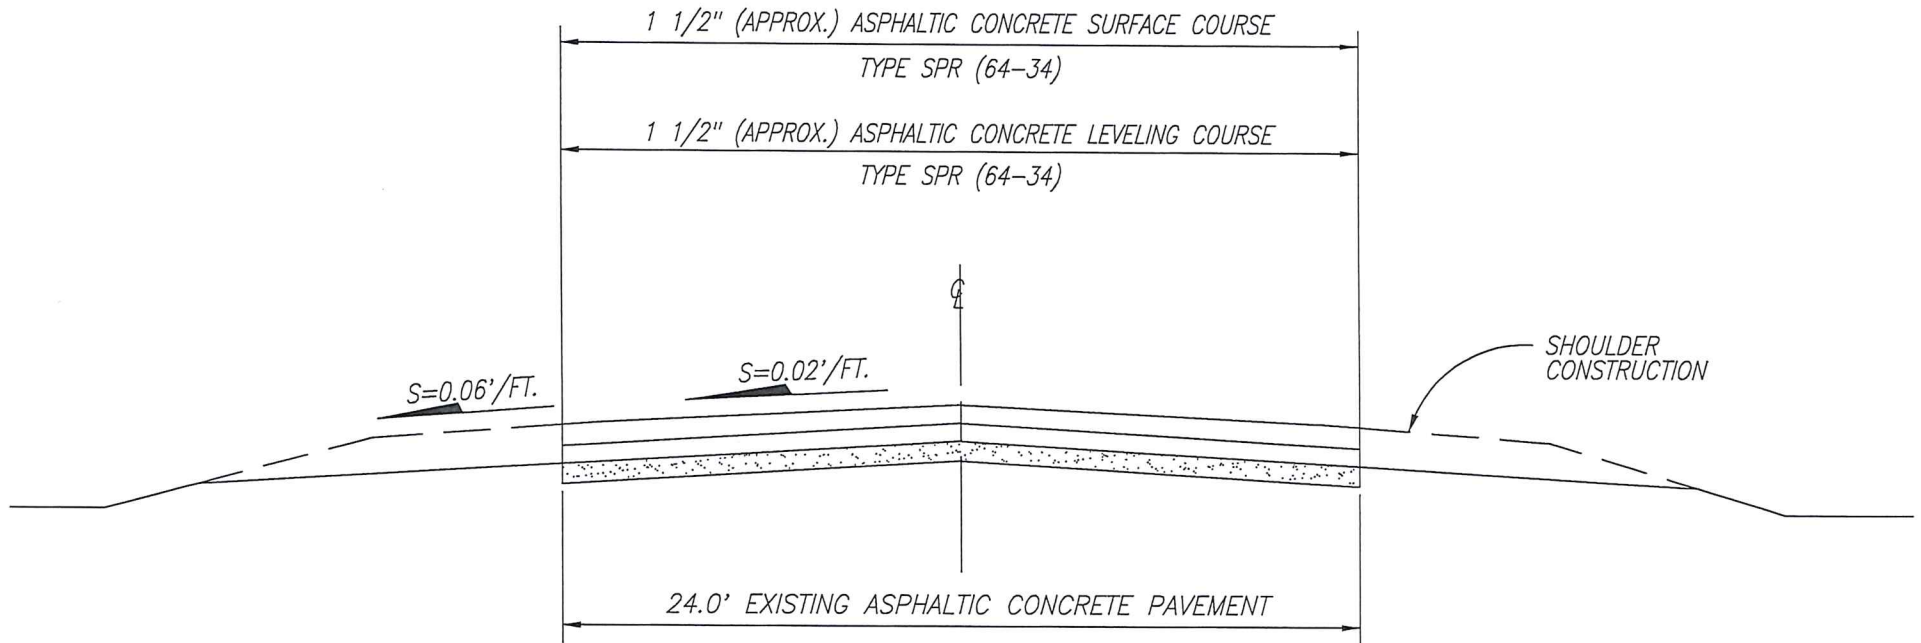 1 1/2" (APPROX.) ASPHALTIC CONCRETE SURFACE COURSE
TYPE SPR (64-34)
1 1/2" (APPROX.) ASPHALTIC CONCRETE LEVELING COURSE
TYPE SPR (64-34)
℄
S=0.06'/FT.
S=0.02'/FT.
SHOULDER
CONSTRUCTION
24.0' EXISTING ASPHALTIC CONCRETE PAVEMENT